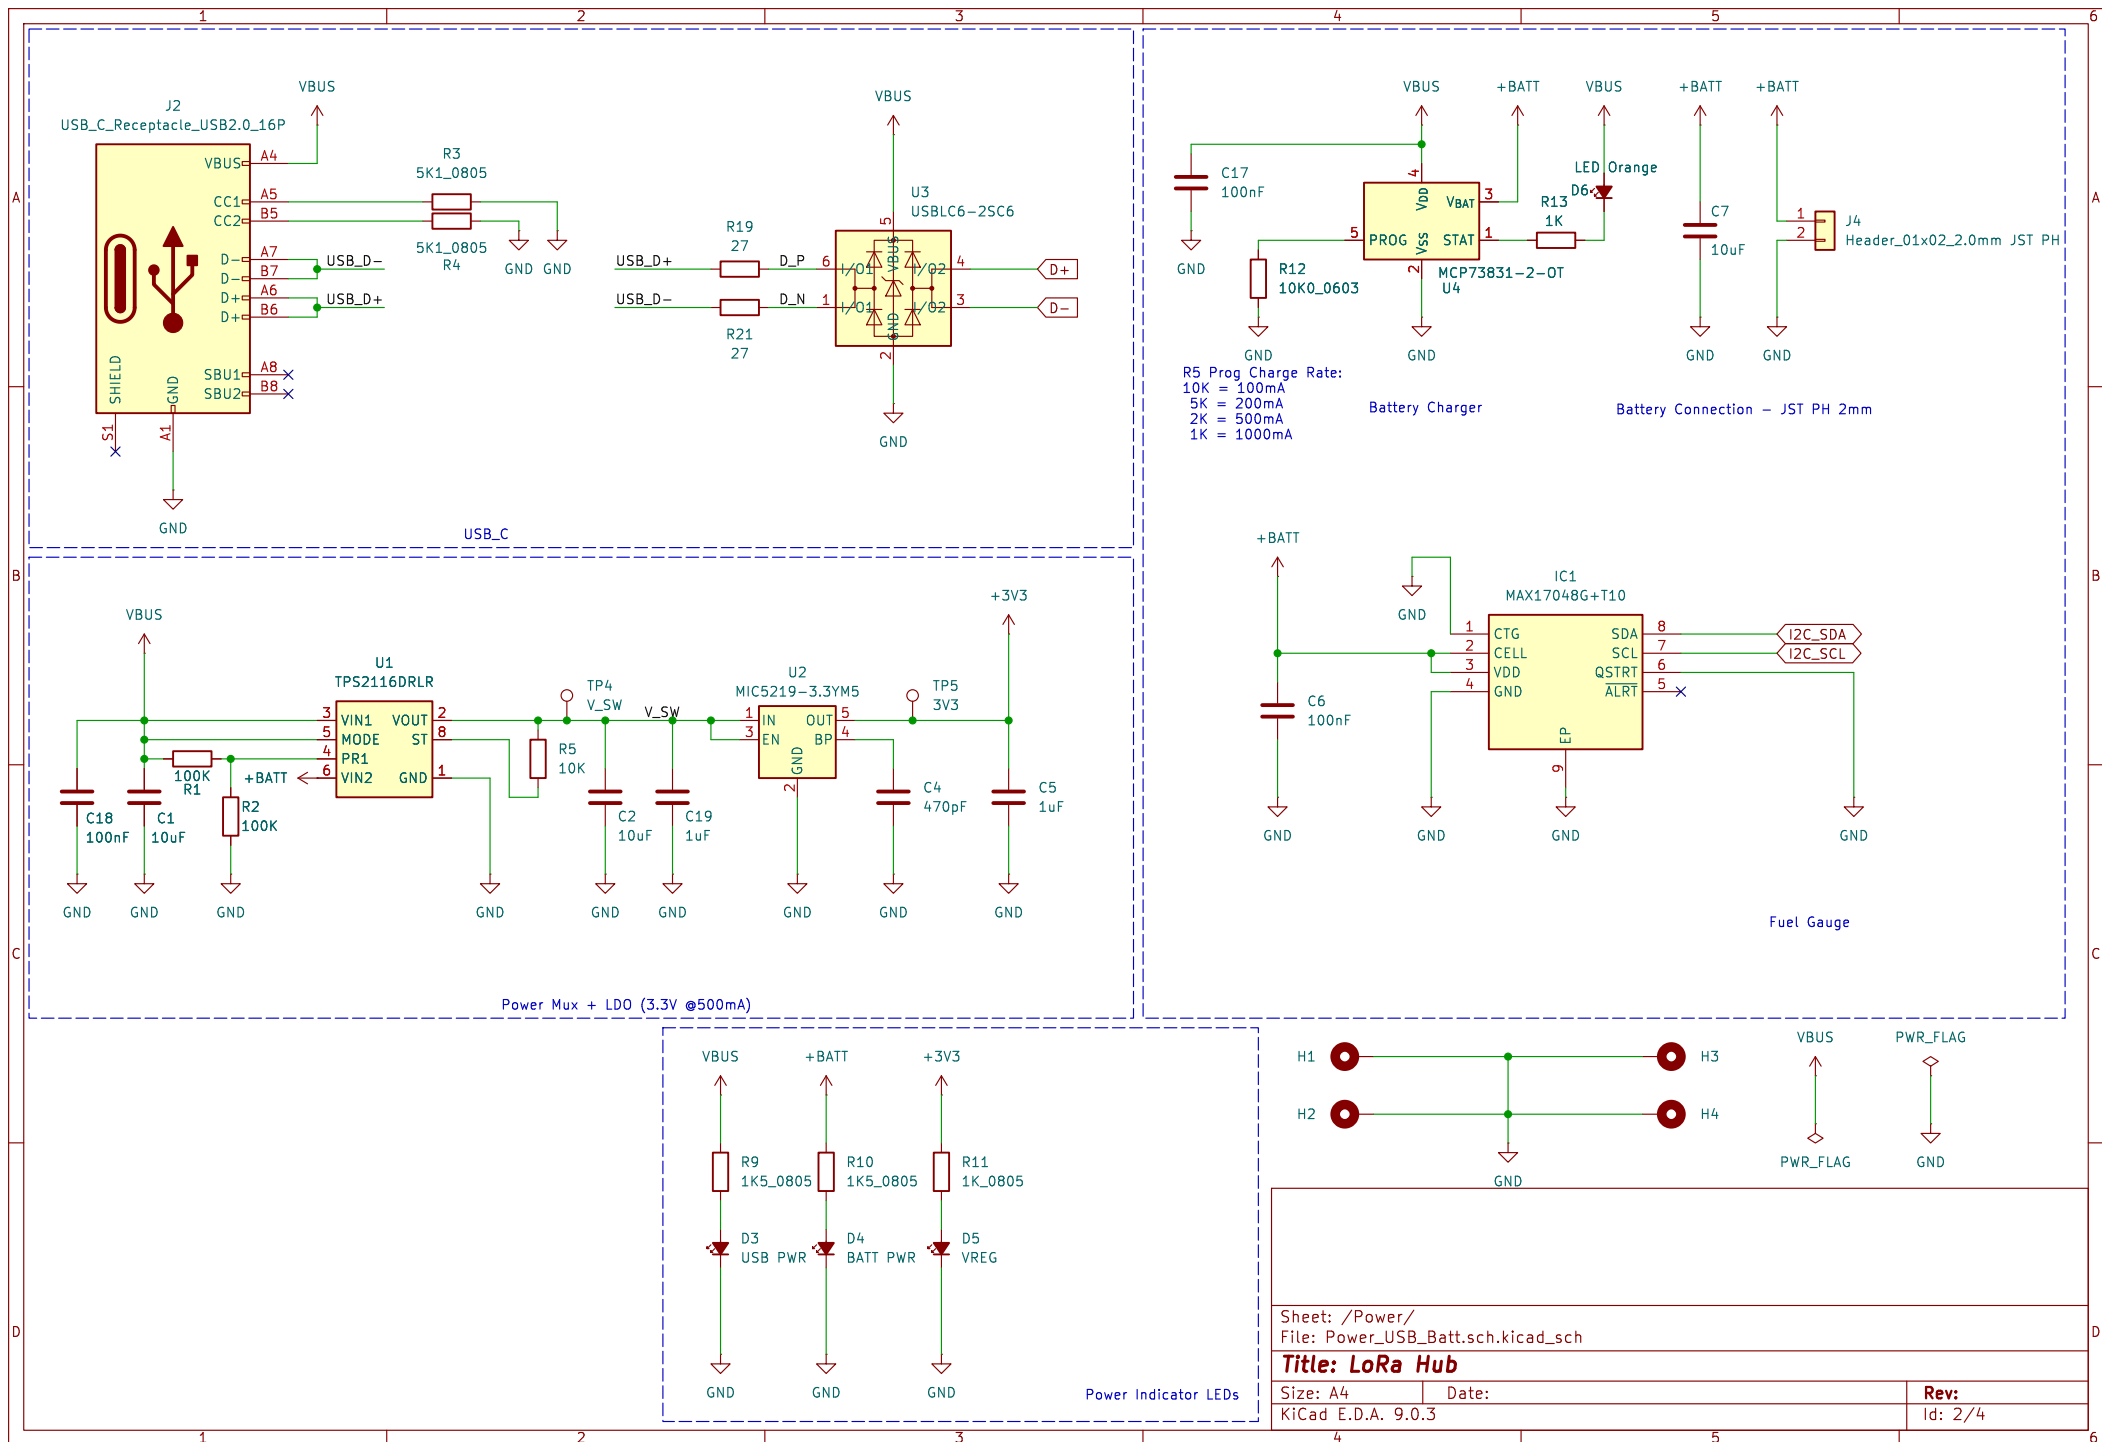 1 2 3 4 5 6
A
B
C
D
A
B
C
D
1 2 3 4 5 6
J2
USB_C_Receptacle_USB2.0_16P
VBUS
VBUS A4
CC1 A5
CC2 B5
D- A7
D- B7
D+ A6
D+ B6
SBU1 A8
SBU2 B8
SHIELD
GND
S1
A1
GND
R3
5K1_0805
5K1_0805
R4
GND GND
USB_D-
USB_D+
USB_D+
USB_D-
R19
27
R21
27
D_P
D_N
VBUS
U3
USBLC6-2SC6
5
VBUS
6 I/O1 I/O2 4
1 I/O1 I/O2 3
GND
2
GND
D+
D-
USB_C
VBUS
+BATT
VBUS
+BATT
+BATT
C17
100nF
GND
4
VDD
VBAT 3
5 PROG
VSS
STAT 1
2
MCP73831-2-OT
U4
GND
R12
10K0_0603
GND
LED Orange
D6
R13
1K
C7
10uF
GND
1
2
J4
Header_01x02_2.0mm JST PH
GND
R5 Prog Charge Rate:
10K = 100mA
5K = 200mA
2K = 500mA
1K = 1000mA
Battery Charger
Battery Connection - JST PH 2mm
+BATT
C6
100nF
GND
GND
IC1
MAX17048G+T10
1 CTG
2 CELL
3 VDD
4 GND
SDA 8
SCL 7
QSTRT 6
ALRT 5
EP
9
I2C_SDA
I2C_SCL
GND
GND
GND
Fuel Gauge
VBUS
C18
100nF
C1
10uF
100K
R1
R2
100K
+BATT
U1
TPS2116DRLR
3 VIN1
5 MODE
4 PR1
6 VIN2
VOUT 2
ST 8
GND 1
R5
10K
TP4
V_SW
V_SW
C2
10uF
C19
1uF
U2
MIC5219-3.3YM5
1 IN
3 EN
OUT 5
BP 4
GND
2
TP5
3V3
+3V3
C4
470pF
C5
1uF
GND GND GND GND GND GND GND GND GND
Power Mux + LDO (3.3V @500mA)
VBUS
+BATT
+3V3
R9
1K5_0805
R10
1K5_0805
R11
1K_0805
D3
USB PWR
D4
BATT PWR
D5
VREG
GND GND GND
Power Indicator LEDs
H1
H2
H3
H4
GND
VBUS
PWR_FLAG
PWR_FLAG
GND
Sheet: /Power/
File: Power_USB_Batt.sch.kicad_sch
Title: LoRa Hub
Size: A4
Date:
Rev:
KiCad E.D.A. 9.0.3
Id: 2/4